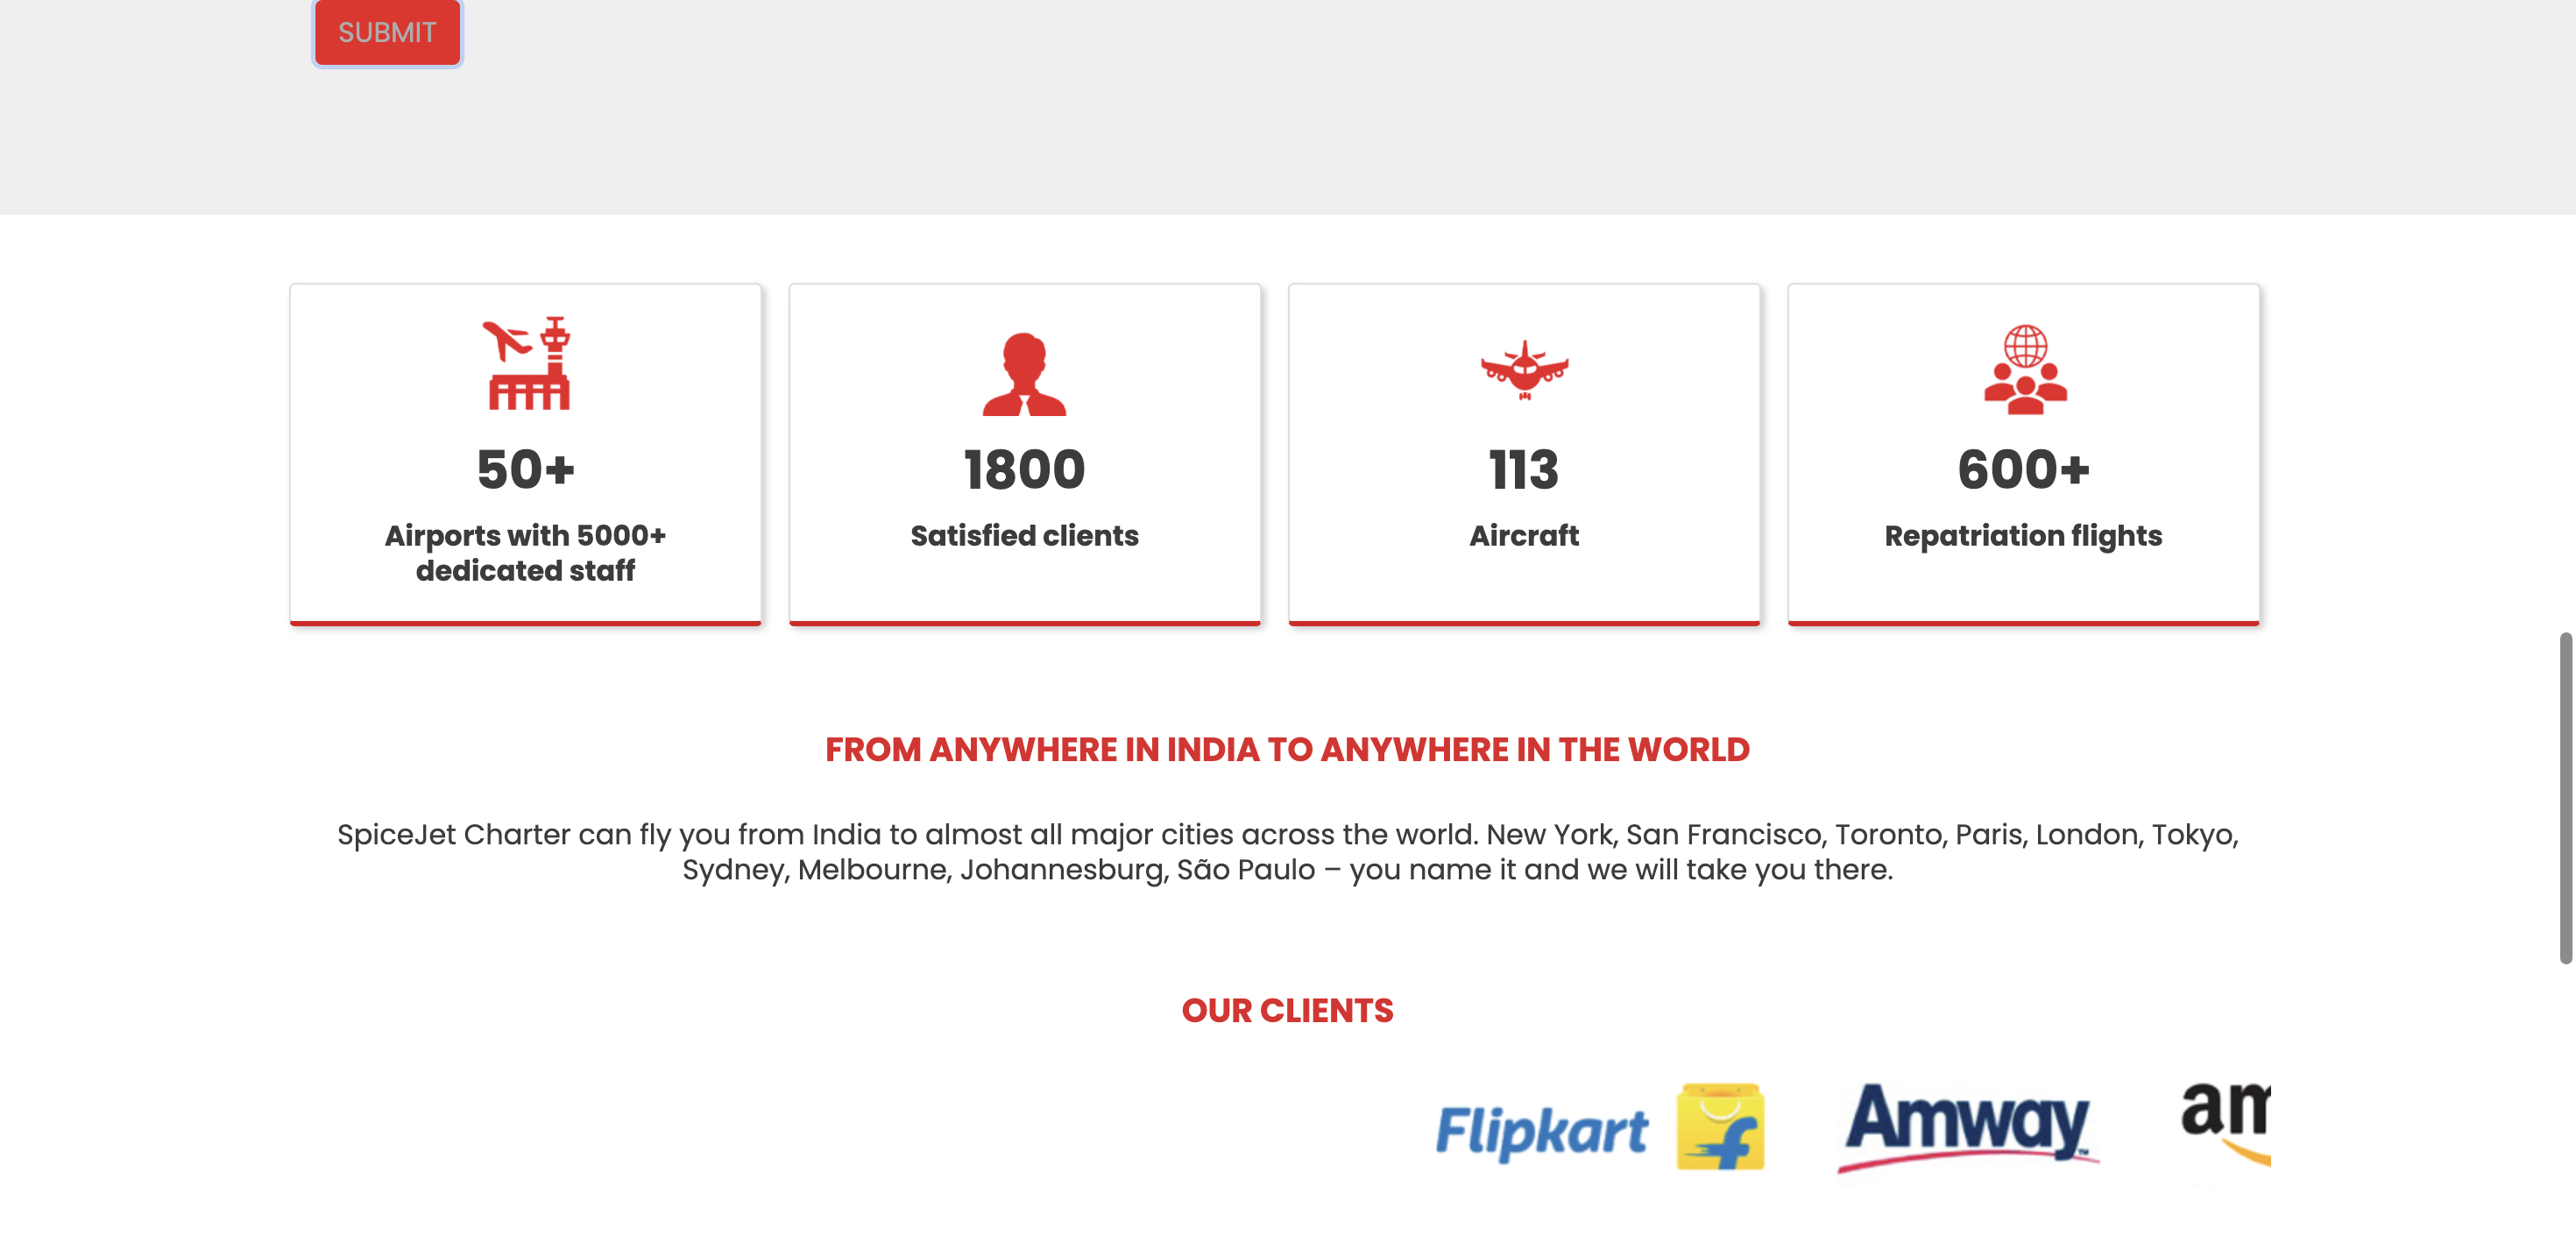 SUBMIT
50+
Airports with 5000+
dedicated staff
1800
Satisfied clients
113
Aircraft
600+
Repatriation flights
FROM ANYWHERE IN INDIA TO ANYWHERE IN THE WORLD
SpiceJet Charter can fly you from India to almost all major cities across the world. New York, San Francisco, Toronto, Paris, London, Tokyo,
Sydney, Melbourne, Johannesburg, São Paulo – you name it and we will take you there.
OUR CLIENTS
Flipkart
Amway™
am